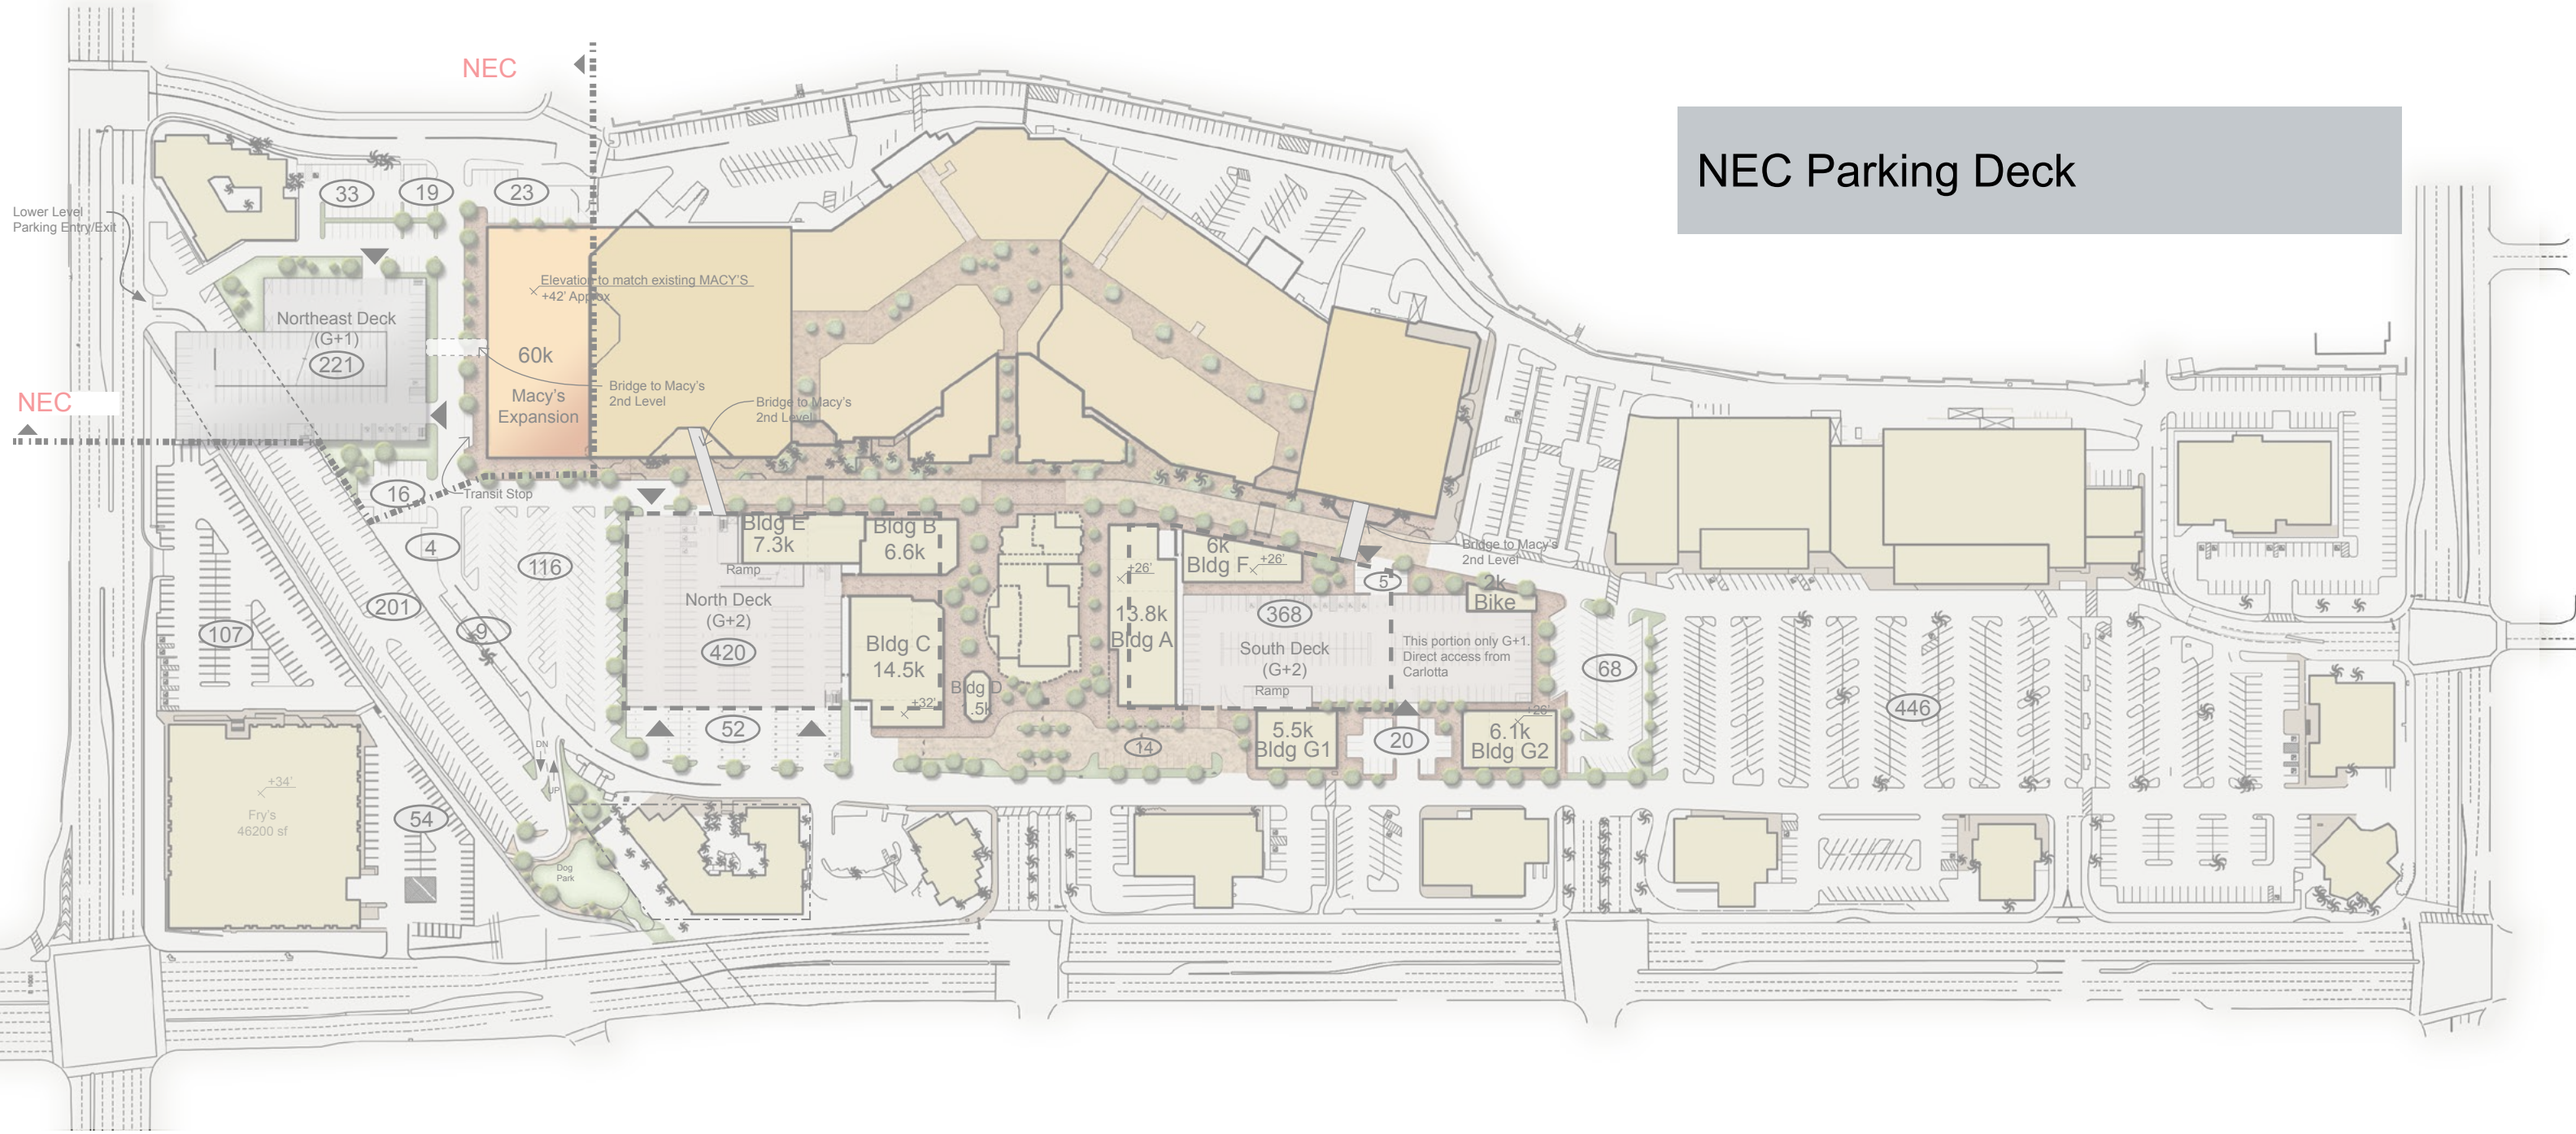 NEC
NEC Parking Deck
33
19
23
Lower Level
Parking Entry/Exit
Elevation to match existing MACY'S
+42' Approx
Northeast Deck
(G+1)
221
60k
Macy's
Expansion
Bridge to Macy's
2nd Level
Bridge to Macy's
2nd Level
NEC
16
Transit Stop
4
116
201
9
107
Bldg E
7.3k
Bldg B
6.6k
Ramp
North Deck
(G+2)
420
Bldg C
14.5k
+32'
Bldg D
.5k
52
+26'
13.8k
Bldg A
6k
Bldg F
+26'
5
Bridge to Macy's
2nd Level
2k
Bike
368
South Deck
(G+2)
Ramp
This portion only G+1.
Direct access from
Carlotta
68
446
14
5.5k
Bldg G1
20
+26'
6.1k
Bldg G2
DN
UP
+34'
Fry's
46200 sf
54
Dog
Park